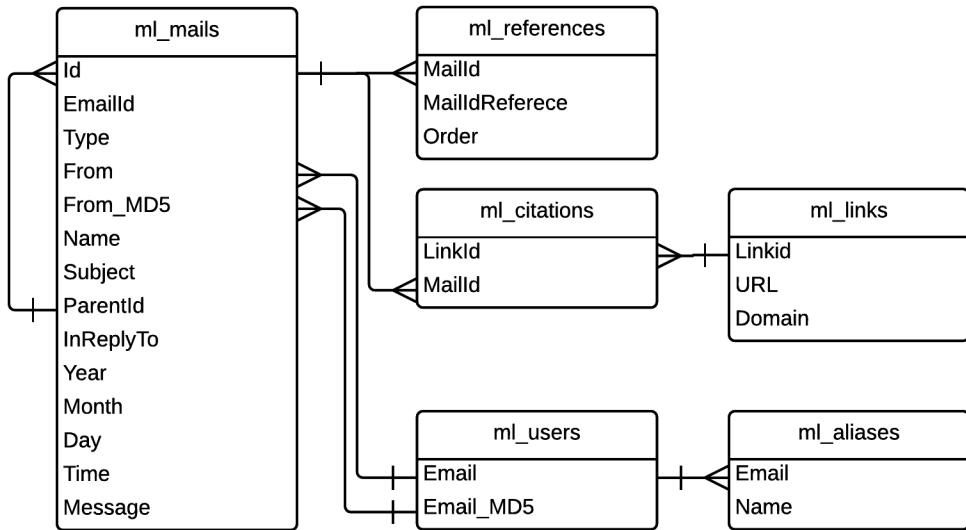 ml_mails
Id
EmailId
Type
From
From_MD5
Name
Subject
ParentId
InReplyTo
Year
Month
Day
Time
Message
ml_references
MailId
MailIdReferece
Order
ml_citations
LinkId
MailId
ml_links
Linkid
URL
Domain
ml_users
Email
Email_MD5
ml_aliases
Email
Name